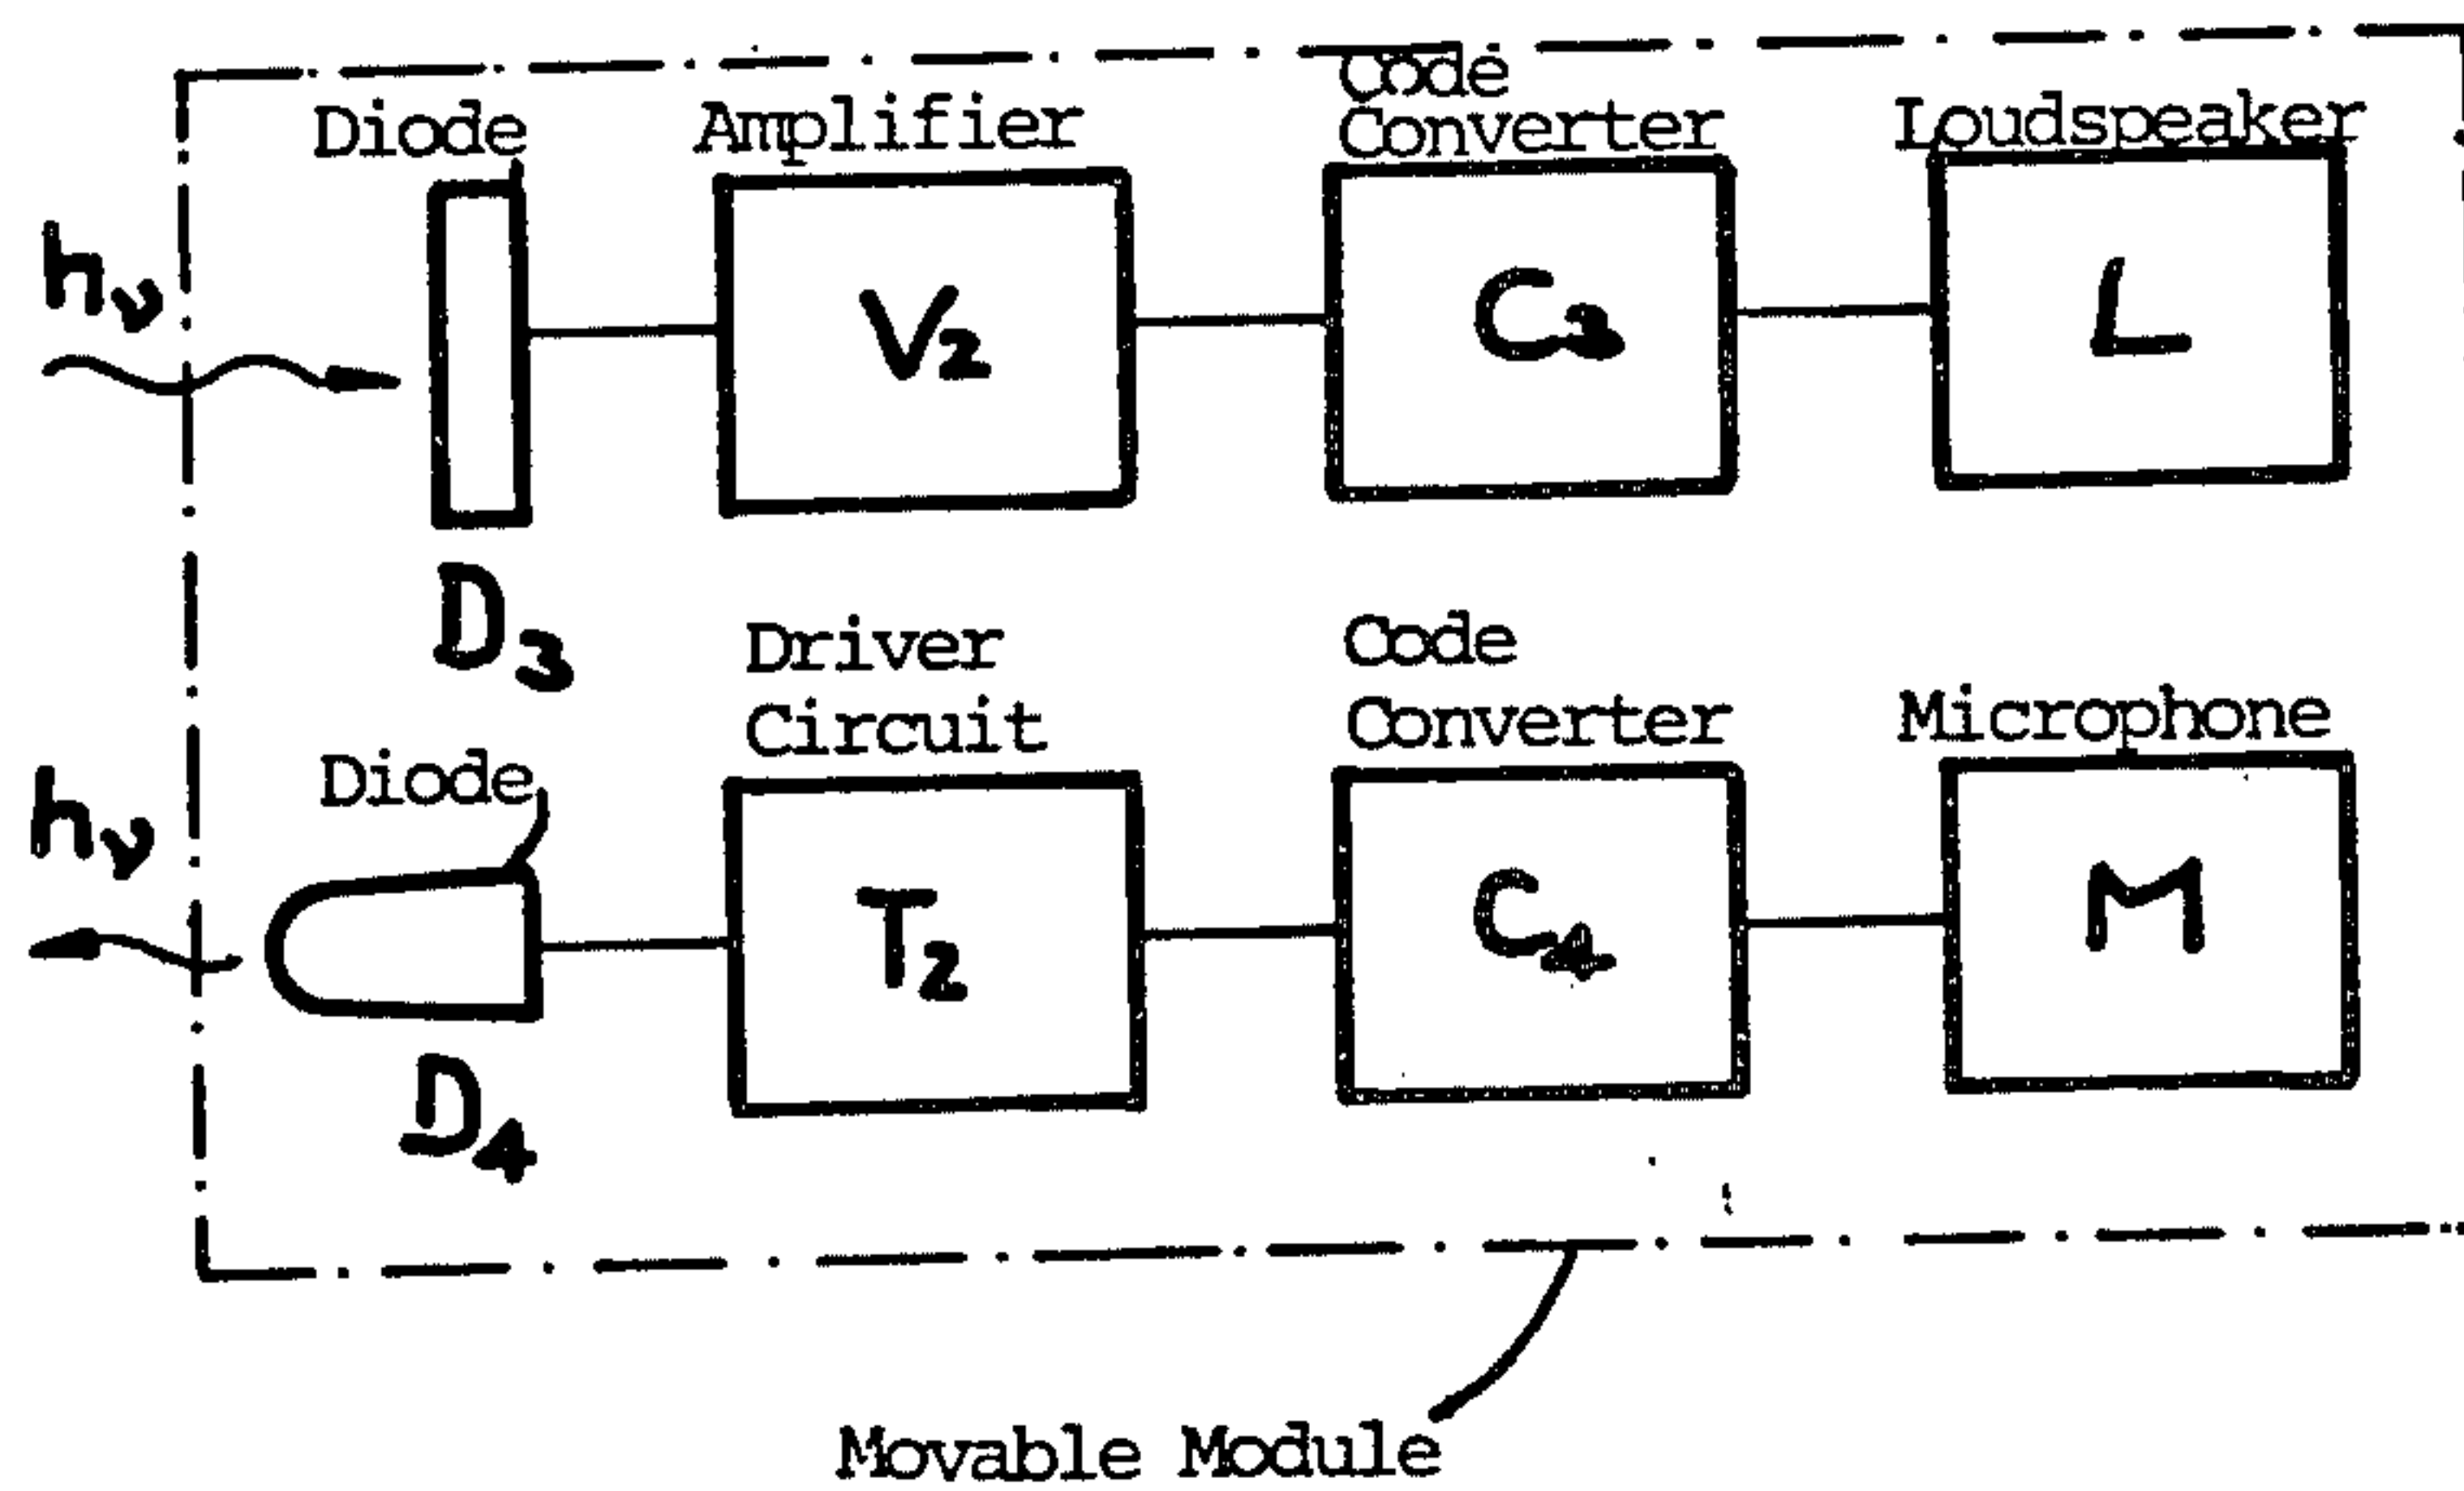 Code
Diode Amplifier Converter Loudspeaker
hν
V2 C3 L
D3
Driver Code
Circuit Converter Microphone
Diode
hν
T2 C4 M
D4
Movable Module